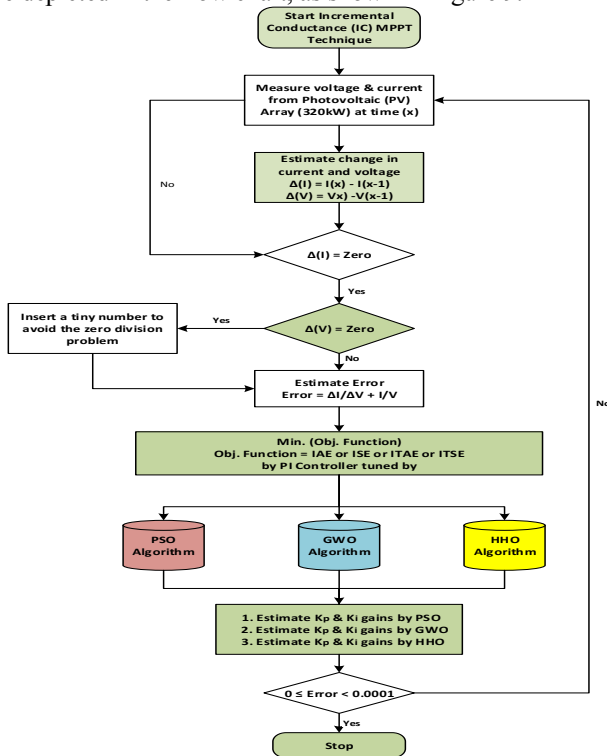 Start Incremental
Conductance (IC) MPPT
Technique
Measure voltage & current
from Photovoltaic (PV)
Array (320kW) at time (x)
No
Estimate change in
current and voltage
Δ(I) = I(x) - I(x-1)
Δ(V) = Vx) -V(x-1)
Δ(I) = Zero
Yes
Insert a tiny number to
avoid the zero division
problem
Yes
Δ(V) = Zero
No
Estimate Error
Error = ΔI/ΔV + I/V
No
Min. (Obj. Function)
Obj. Function = IAE or ISE or ITAE or ITSE
by PI Controller tuned by
PSO
Algorithm
GWO
Algorithm
HHO
Algorithm
1. Estimate Kp & Ki gains by PSO
2. Estimate Kp & Ki gains by GWO
3. Estimate Kp & Ki gains by HHO
0 ≤ Error < 0.0001
Yes
Stop